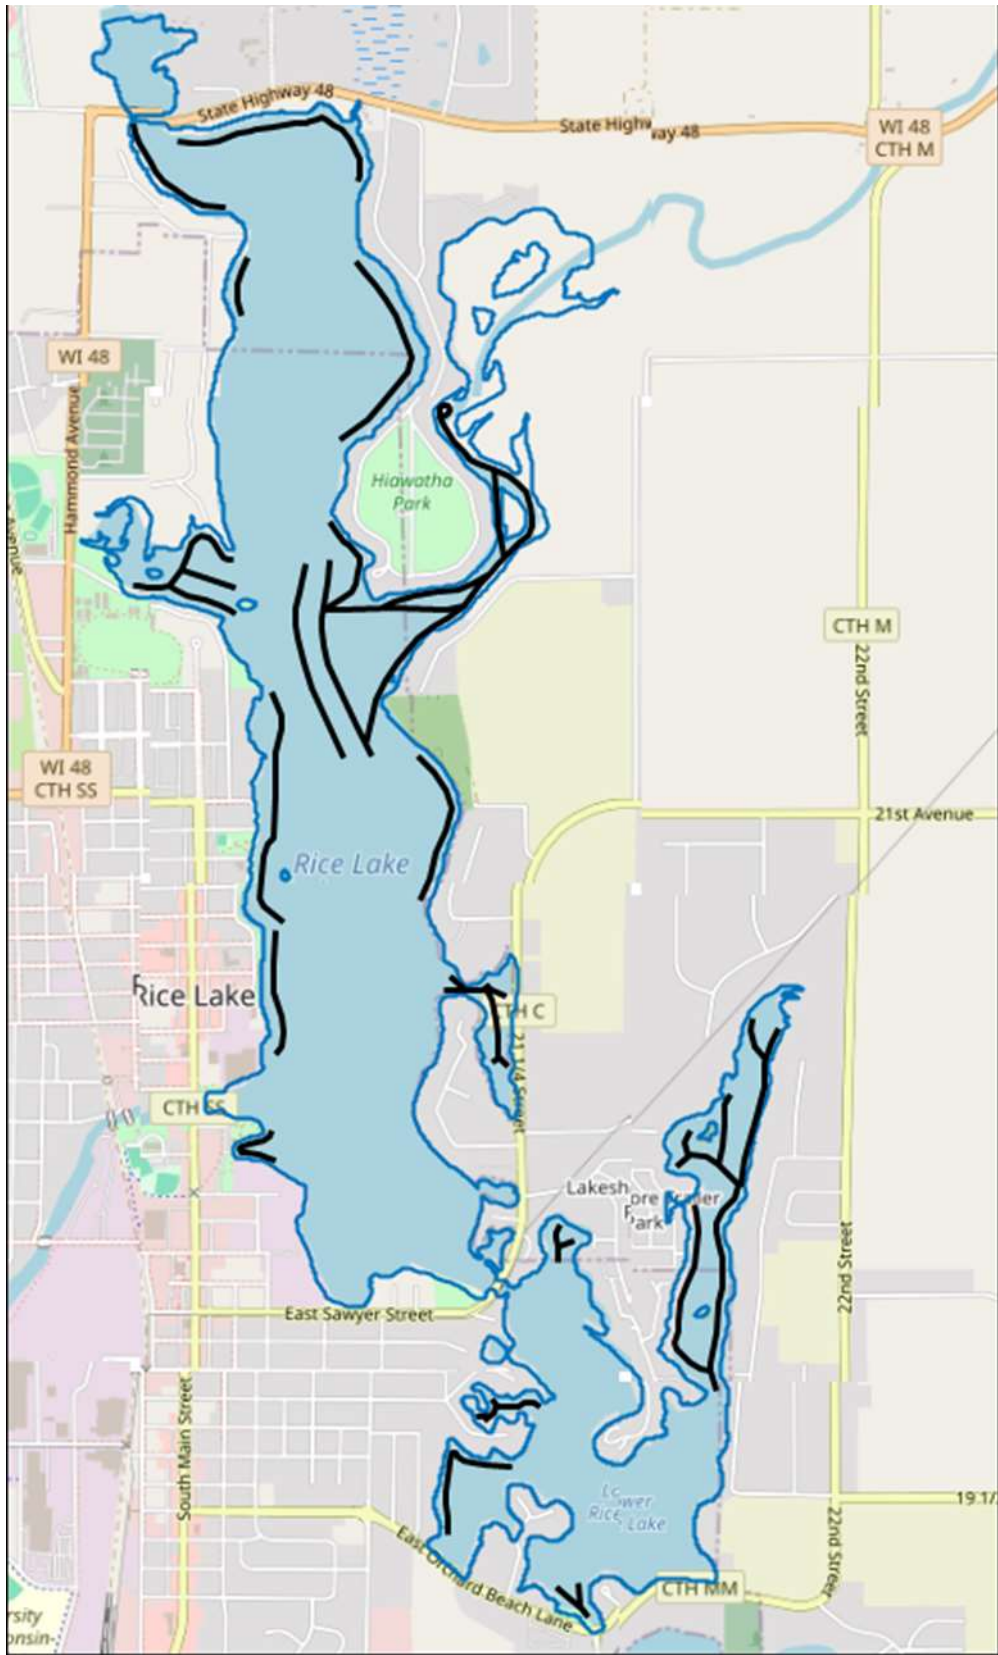 State Highway 48
State Highway 48
WI 48
CTH M
WI 48
Hammond Avenue
Avenue
Hiawatha
Park
CTH M
22nd Street
WI 48
CTH SS
21st Avenue
Rice Lake
Rice Lake
CTH C
21 1/4 Street
CTH SS
Lakeshore Trailer
Park
22nd Street
East Sawyer Street
South Main Street
Lower
Rice Lake
19 1/
22nd Street
East Orchard Beach Lane
CTH MM
rsity
onsin-